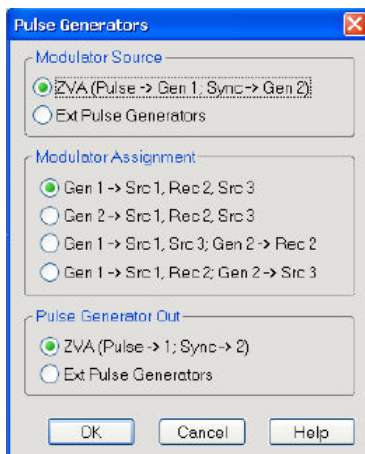 Pulse Generators
Modulator Source
ZVA (Pulse -> Gen 1; Sync -> Gen 2)
Ext Pulse Generators
Modulator Assignment
Gen 1 -> Src 1, Rec 2, Src 3
Gen 2 -> Src 1, Rec 2, Src 3
Gen 1 -> Src 1, Src 3; Gen 2 -> Rec 2
Gen 1 -> Src 1, Rec 2; Gen 2 -> Src 3
Pulse Generator Out
ZVA (Pulse -> 1; Sync -> 2)
Ext Pulse Generators
OK Cancel Help